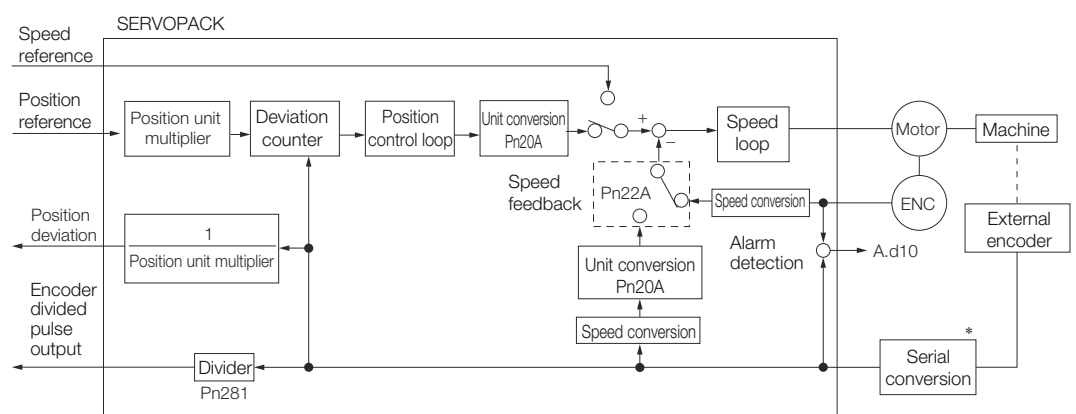 SERVOPACK
Speed
reference
Position
reference
Position unit
multiplier
Deviation
counter
Position
control loop
Unit conversion
Pn20A
+
−
Speed
loop
Motor
Machine
Speed
feedback
Pn22A
Speed conversion
ENC
External
encoder
Position
deviation
1
Position unit multiplier
Alarm
detection
A.d10
Unit conversion
Pn20A
Speed conversion
Encoder
divided
pulse
output
Divider
Pn281
*
Serial
conversion